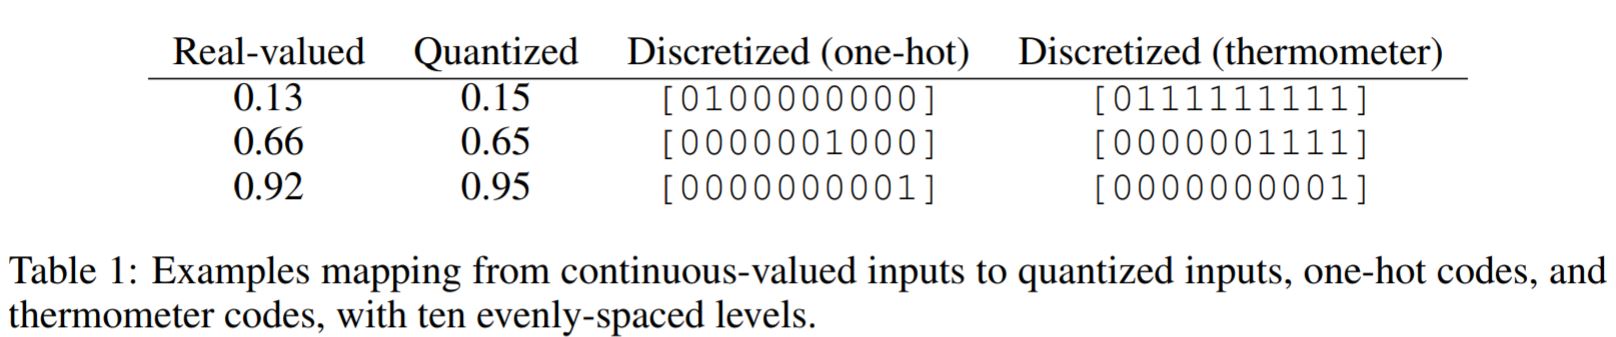 Real-valued Quantized Discretized (one-hot) Discretized (thermometer)
0.13 0.15 [0100000000] [0111111111]
0.66 0.65 [0000001000] [0000001111]
0.92 0.95 [0000000001] [0000000001]
Table 1: Examples mapping from continuous-valued inputs to quantized inputs, one-hot codes, and
thermometer codes, with ten evenly-spaced levels.